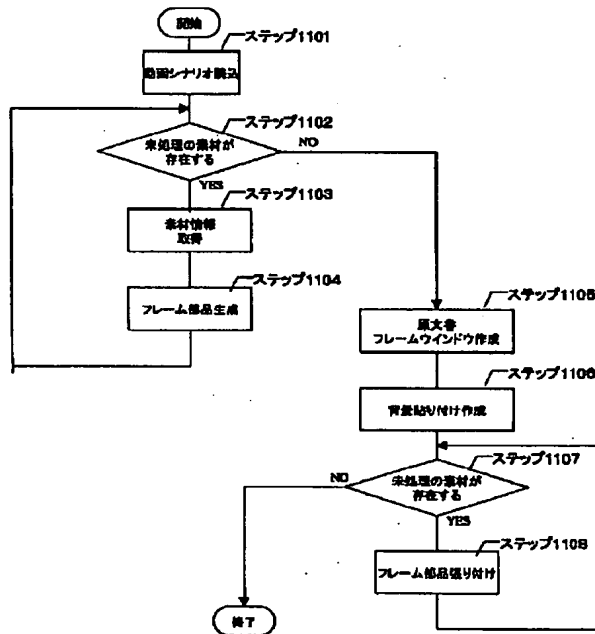 開始
ステップ1101
動画シナリオ読込
ステップ1102
未処理の素材が
存在する
NO
YES
ステップ1103
素材情報
取得
ステップ1104
フレーム部品生成
ステップ1105
原文書
フレームウインドウ作成
ステップ1106
背景貼り付け作成
ステップ1107
未処理の素材が
存在する
NO
YES
ステップ1108
フレーム部品張り付け
終了